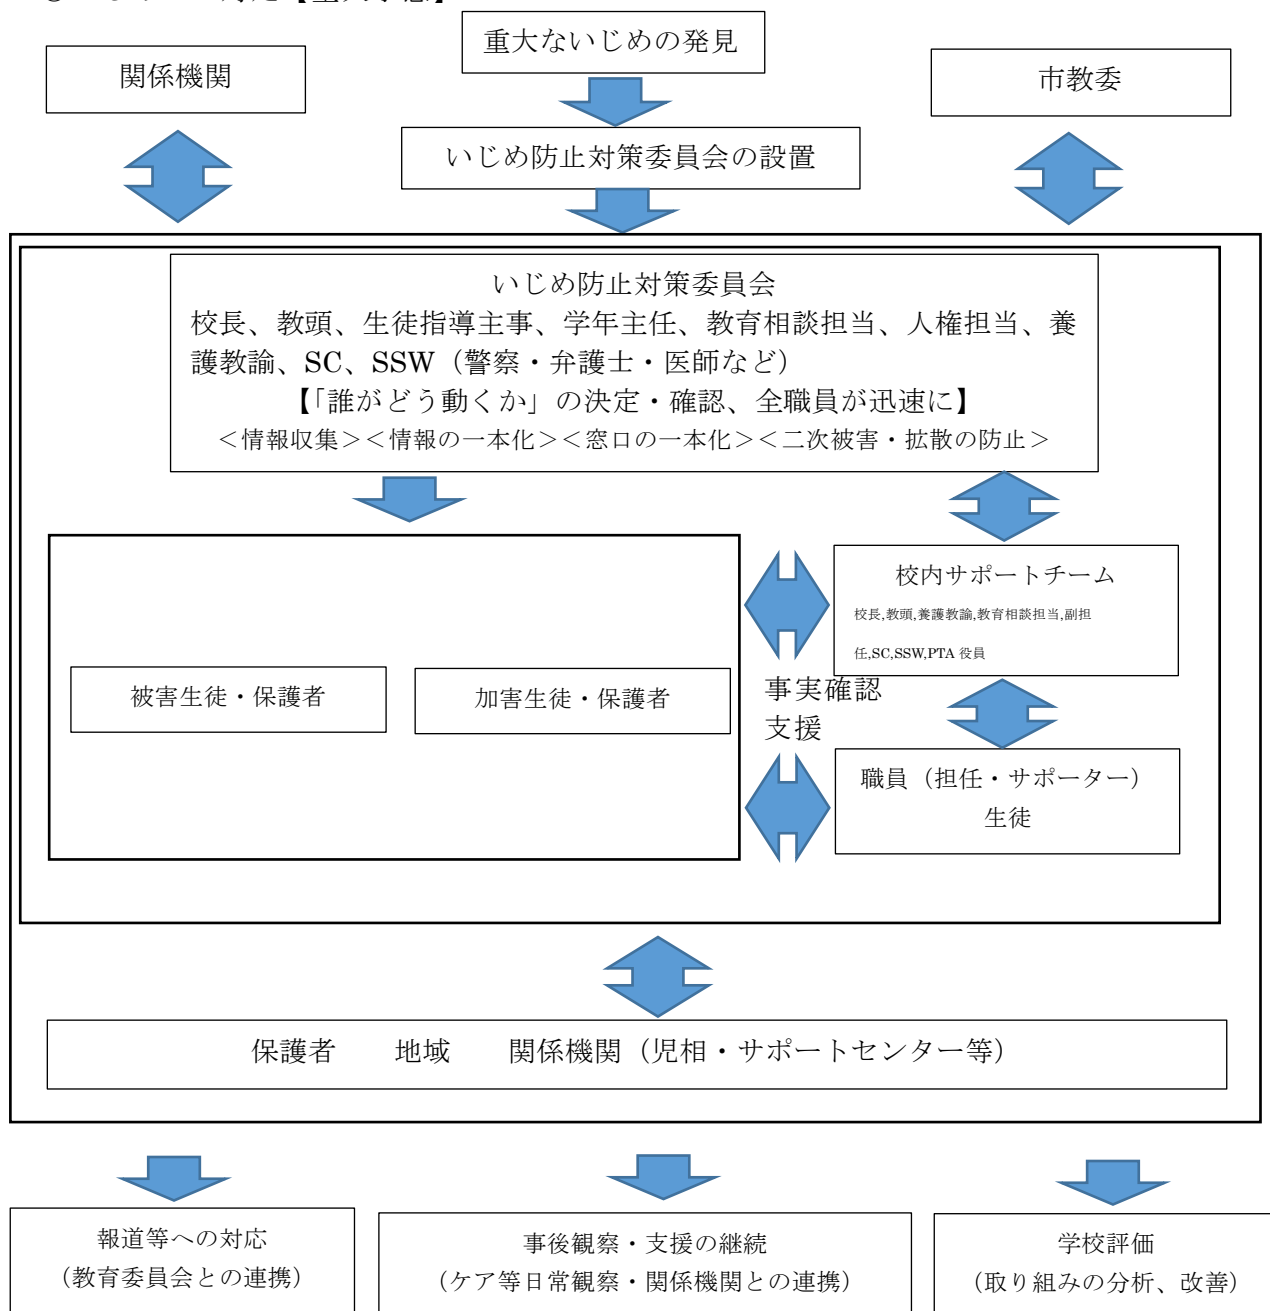 【重大事態】
重大ないじめの発見
関係機関
市教委
いじめ防止対策委員会の設置
いじめ防止対策委員会
校長、教頭、生徒指導主事、学年主任、教育相談担当、人権担当、養
護教諭、SC、SSW（警察・弁護士・医師など）
【「誰がどう動くか」の決定・確認、全職員が迅速に】
＜情報収集＞＜情報の一本化＞＜窓口の一本化＞＜二次被害・拡散の防止＞
校内サポートチーム
校長,教頭,養護教諭,教育相談担当,副担
任,SC,SSW,PTA 役員
被害生徒・保護者
加害生徒・保護者
事実確認
支援
職員（担任・サポーター）
生徒
保護者　　地域　　関係機関（児相・サポートセンター等）
報道等への対応
（教育委員会との連携）
事後観察・支援の継続
（ケア等日常観察・関係機関との連携）
学校評価
（取り組みの分析、改善）